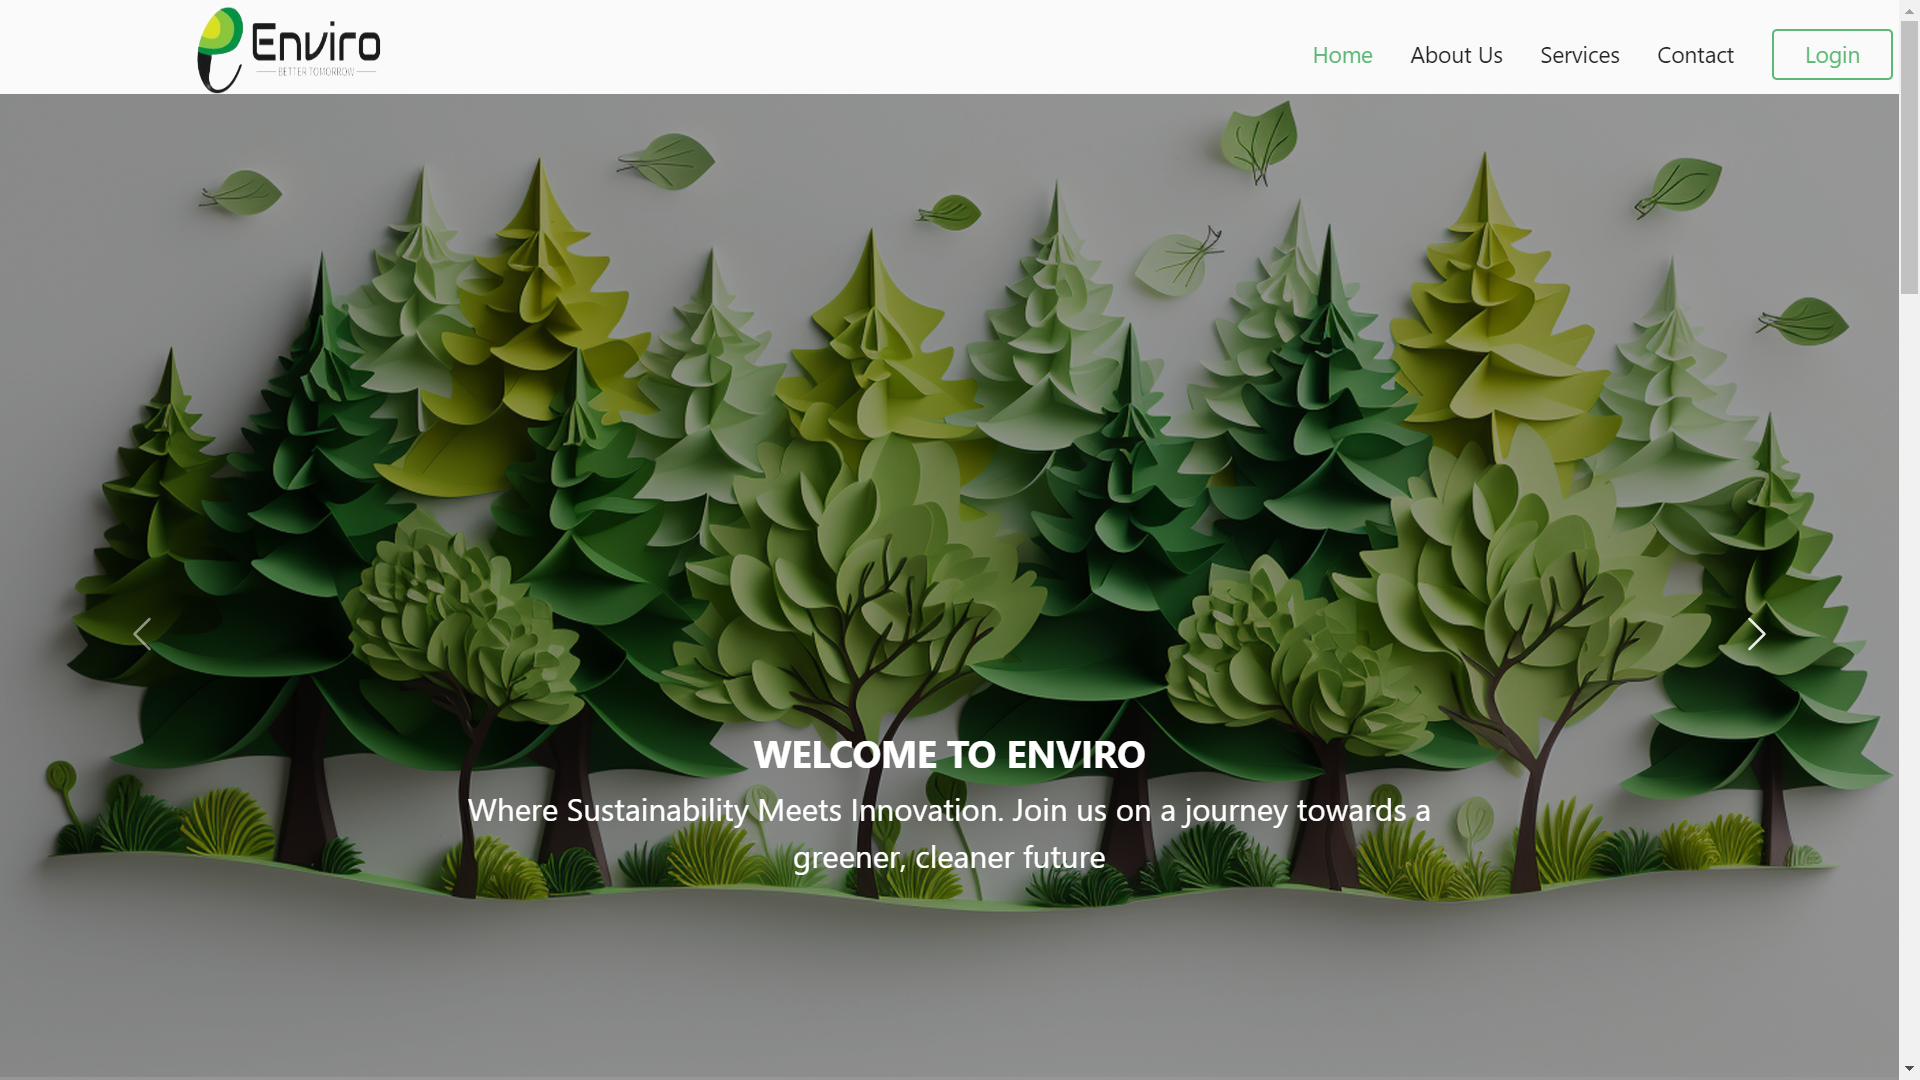 Enviro
BETTER TOMORROW
Home
About Us
Services
Contact
Login
WELCOME TO ENVIRO
Where Sustainability Meets Innovation. Join us on a journey towards a
greener, cleaner future